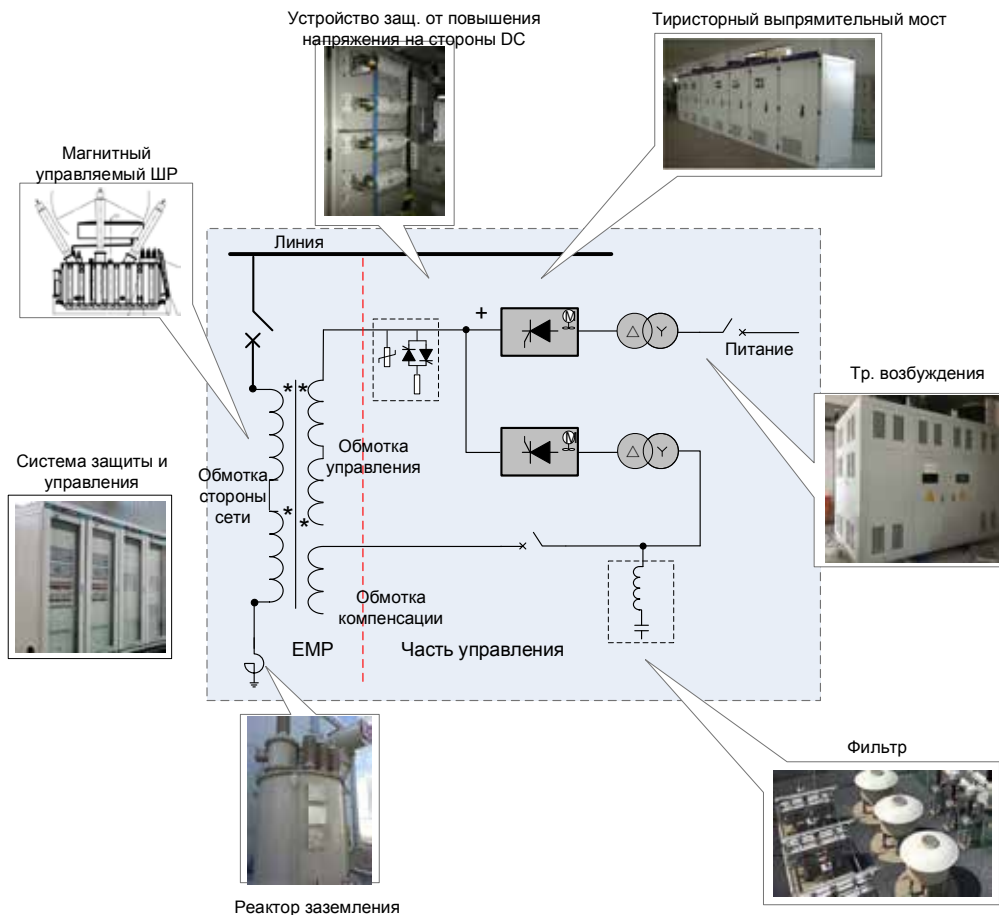 Устройство защ. от повышения
напряжения на стороны DC
Тиристорный выпрямительный мост
Магнитный
управляемый ШР
Линия
+
M
Δ
Y
Питание
Тр. возбуждения
Система защиты и
управления
Обмотка
управления
M
Δ
Y
Обмотка
стороны
сети
*
*
*
*
Обмотка
компенсации
EMP
Часть управления
Фильтр
Реактор заземления